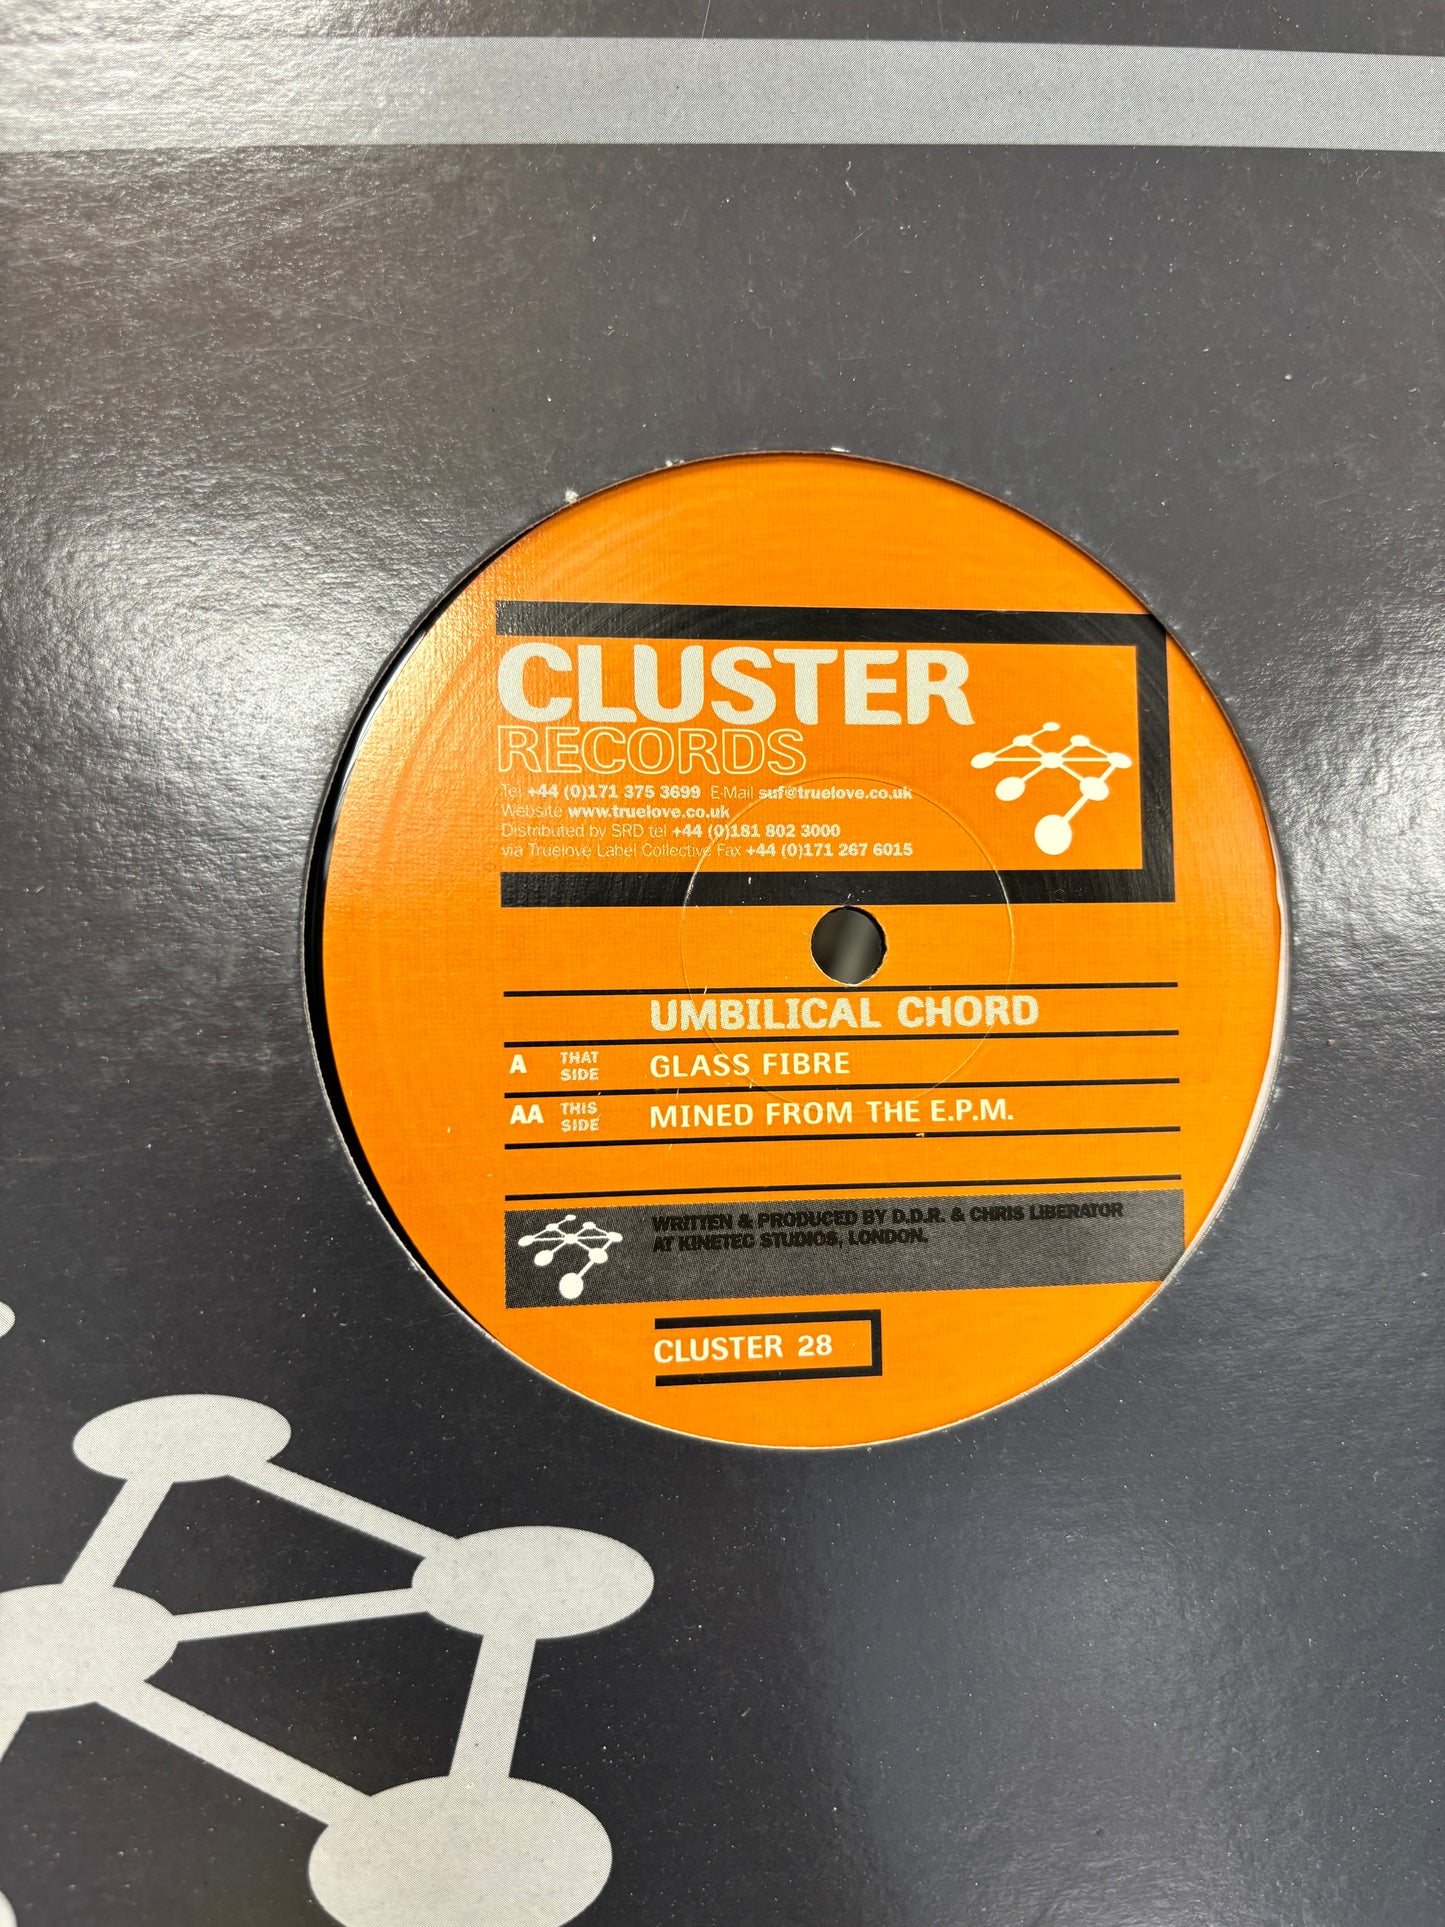 CLUSTER
RECORDS
Tel +44 (0)171 375 3699 E-Mail suf@truelove.co.uk
Website www.truelove.co.uk
Distributed by SRD tel +44 (0)181 802 3000
via Truelove Label Collective Fax +44 (0)171 267 6015
UMBILICAL CHORD
A THAT SIDE GLASS FIBRE
AA THIS SIDE MINED FROM THE E.P.M.
WRITTEN & PRODUCED BY D.D.R. & CHRIS LIBERATOR
AT KINETEC STUDIOS, LONDON.
CLUSTER 28